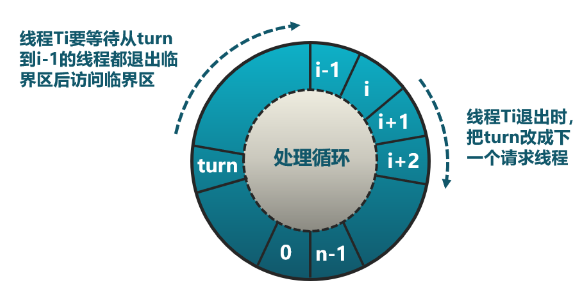 线程Ti要等待从turn
到i-1的线程都退出临
界区后访问临界区
i-1
i
i+1
i+2
turn
处理循环
0
n-1
线程Ti退出时，
把turn改成下
一个请求线程